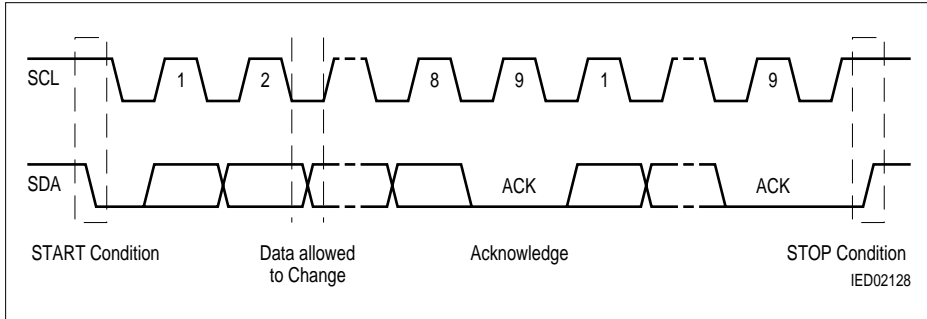 SCL
1 2 8 9 1 9
SDA
ACK ACK
START Condition
Data allowed
to Change
Acknowledge
STOP Condition
IED02128